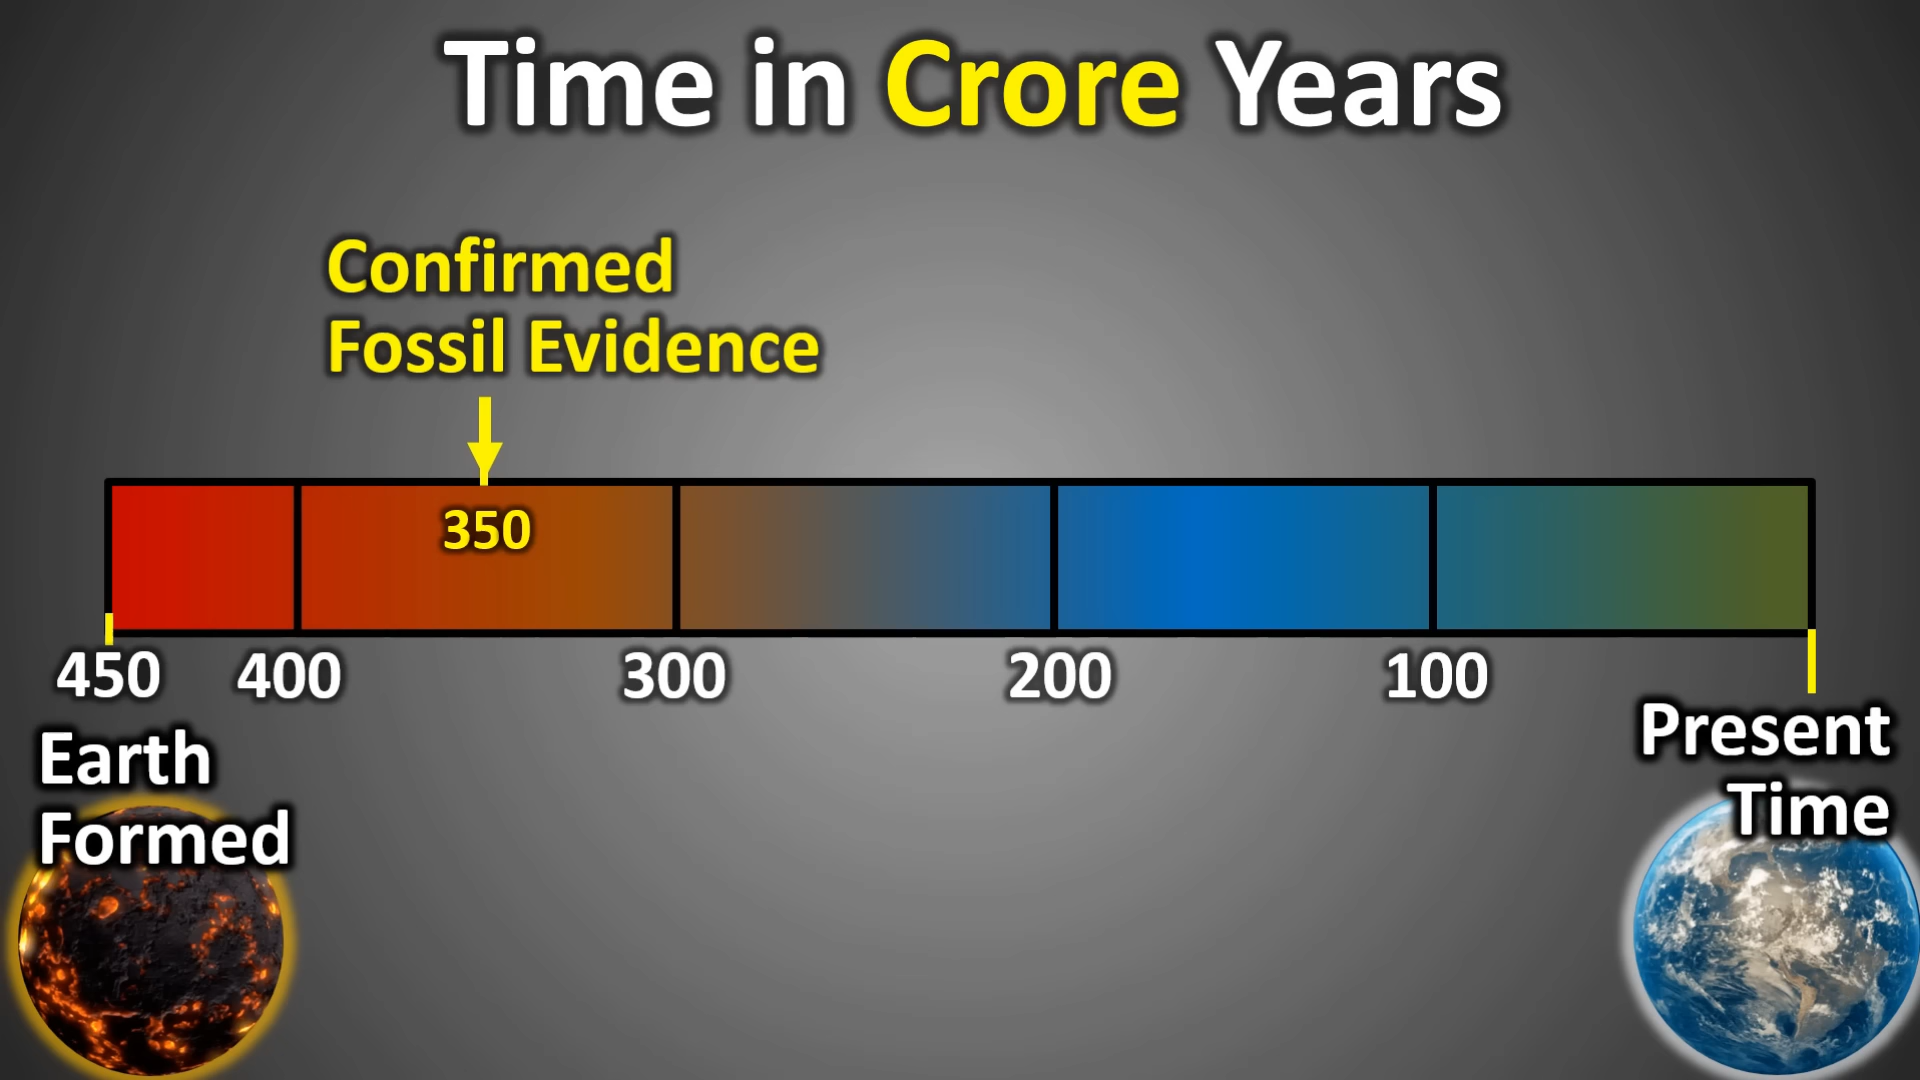 Time in Crore Years
Confirmed
Fossil Evidence
350
450 400 300 200 100
Earth
Formed
Present
Time